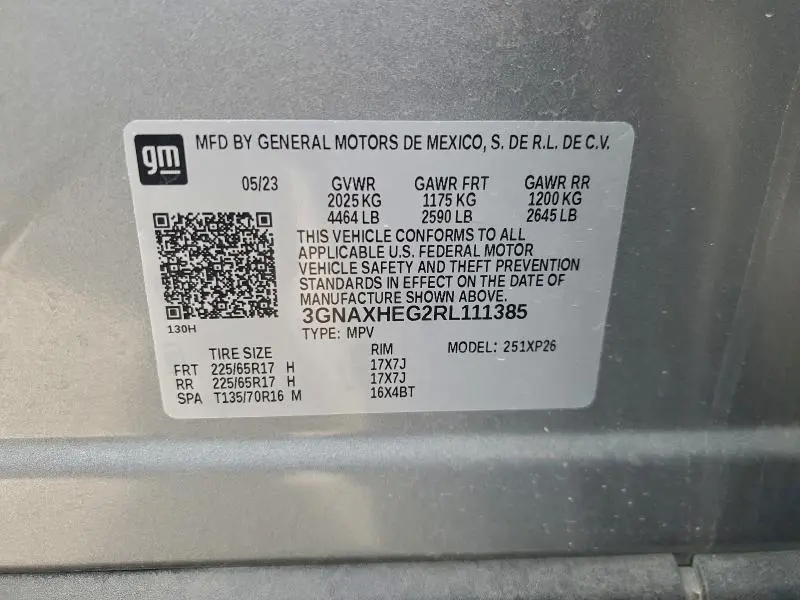 gm
MFD BY GENERAL MOTORS DE MEXICO, S. DE R.L. DE C.V.
05/23 GVWR GAWR FRT GAWR RR
2025 KG 1175 KG 1200 KG
4464 LB 2590 LB 2645 LB
THIS VEHICLE CONFORMS TO ALL
APPLICABLE U.S. FEDERAL MOTOR
VEHICLE SAFETY AND THEFT PREVENTION
STANDARDS IN EFFECT ON THE DATE OF
MANUFACTURE SHOWN ABOVE.
3GNAXHEG2RL111385
130H TYPE: MPV
TIRE SIZE RIM MODEL: 251XP26
FRT 225/65R17 H 17X7J
RR 225/65R17 H 17X7J
SPA T135/70R16 M 16X4BT